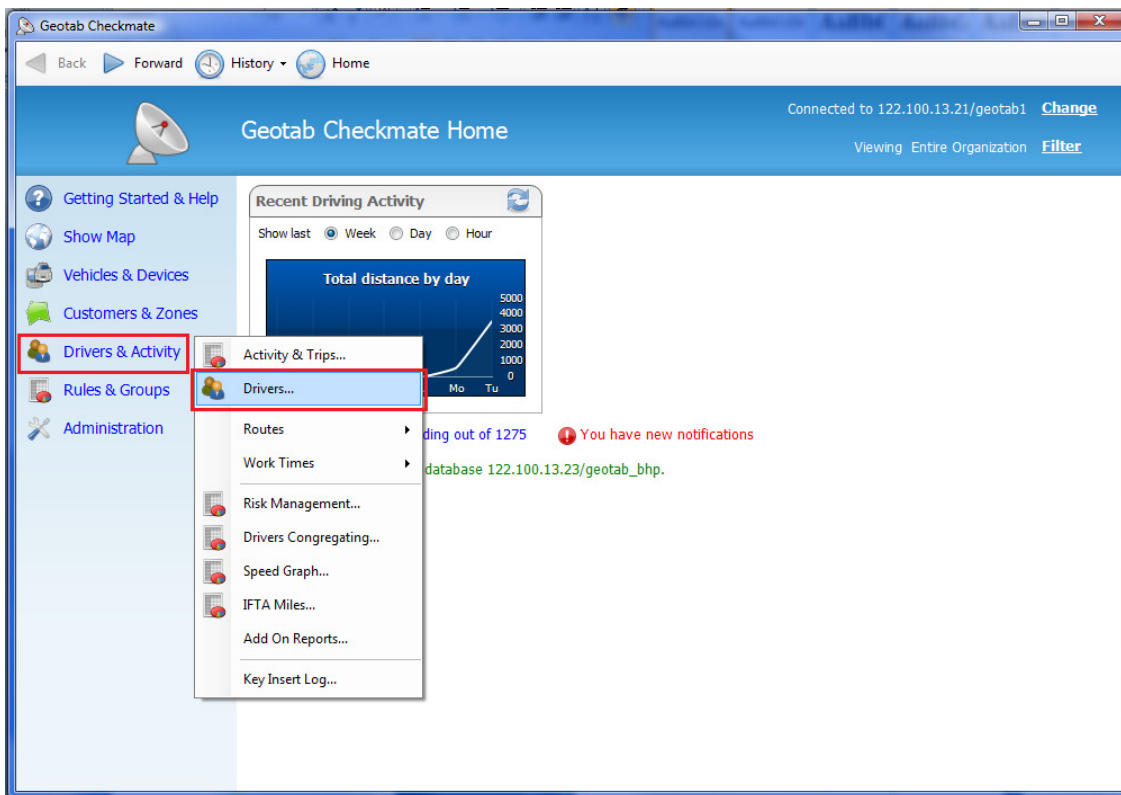 Geotab Checkmate
Back Forward History Home
Connected to 122.100.13.21/geotab1 Change
Geotab Checkmate Home
Viewing Entire Organization Filter
Getting Started & Help
Show Map
Vehicles & Devices
Customers & Zones
Drivers & Activity
Rules & Groups
Administration
Recent Driving Activity
Show last Week Day Hour
Total distance by day
5000
4000
3000
2000
1000
0
Mo Tu
Activity & Trips...
Drivers...
Routes
Work Times
Risk Management...
Drivers Congregating...
Speed Graph...
IFTA Miles...
Add On Reports...
Key Insert Log...
out of 1275 You have new notifications
database 122.100.13.23/geotab_bhp.